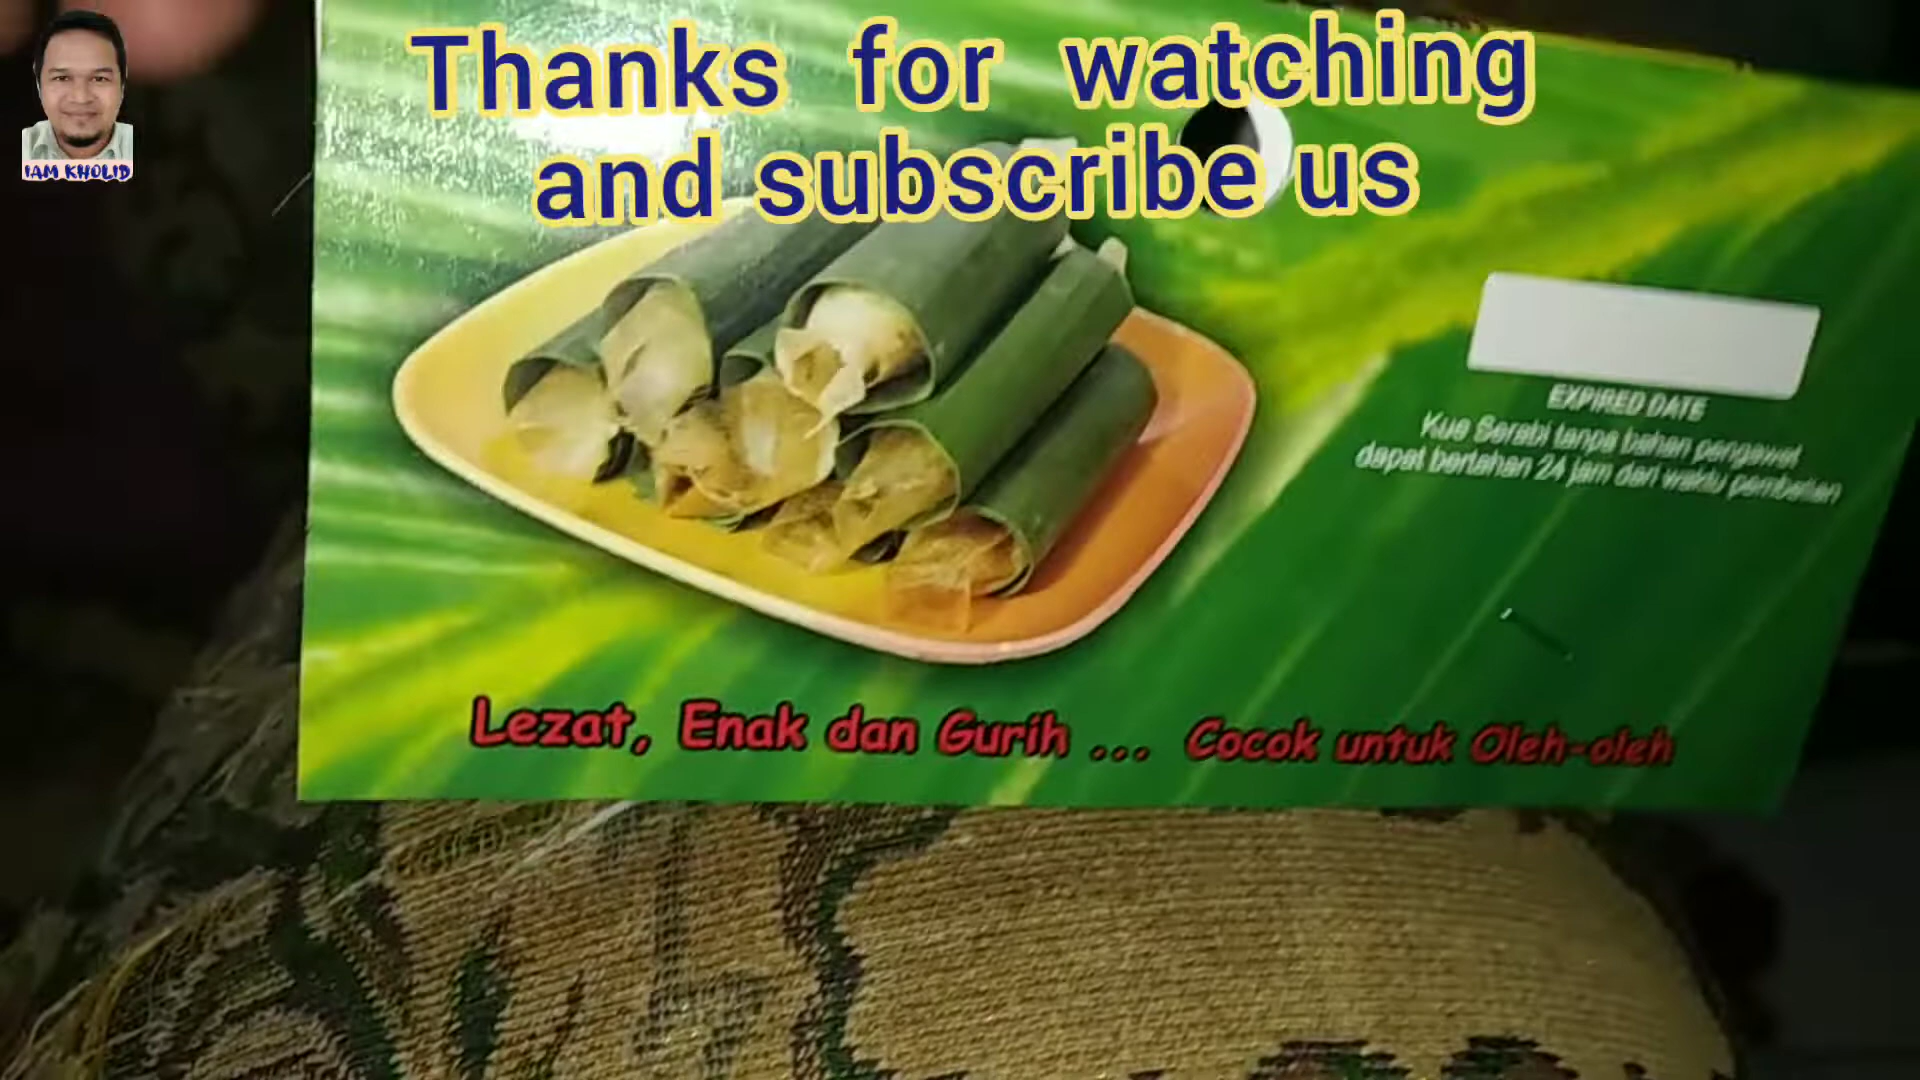 Thanks for watching
and subscribe us
IAM KHOLID
EXPIRED DATE
Kue Serabi tanpa bahan pengawet
dapat bertahan 24 jam dari waktu pembelian
Lezat, Enak dan Gurih ... Cocok untuk Oleh-oleh